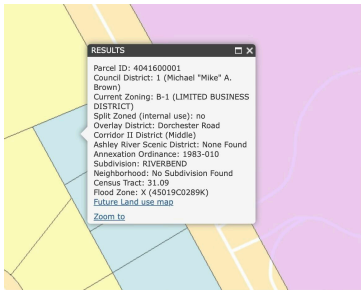 RESULTS
Parcel ID: 4041600001
Council District: 1 (Michael "Mike" A.
Brown)
Current Zoning: B-1 (LIMITED BUSINESS
DISTRICT)
Split Zoned (internal use): no
Overlay District: Dorchester Road
Corridor II District (Middle)
Ashley River Scenic District: None Found
Annexation Ordinance: 1983-010
Subdivision: RIVERBEND
Neighborhood: No Subdivision Found
Census Tract: 31.09
Flood Zone: X (45019C0289K)
Future Land use map
Zoom to